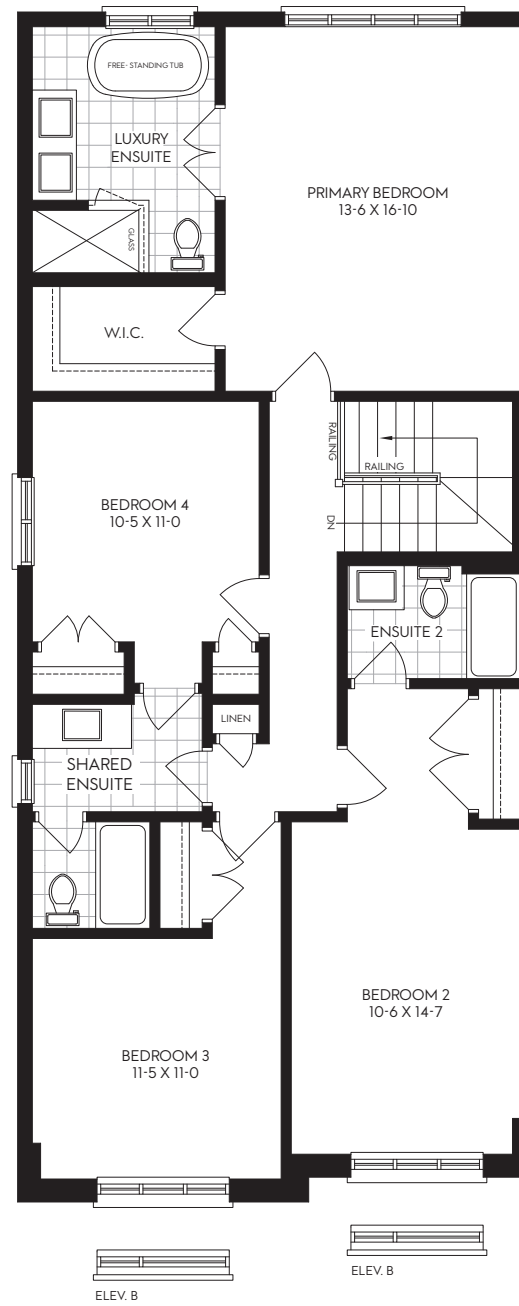 FREE- STANDING TUB
LUXURY
ENSUITE
PRIMARY BEDROOM
13-6 X 16-10
GLASS
W.I.C.
RAILING
RAILING
BEDROOM 4
10-5 X 11-0
DN
ENSUITE 2
LINEN
SHARED
ENSUITE
BEDROOM 2
10-6 X 14-7
BEDROOM 3
11-5 X 11-0
ELEV. B
ELEV. B